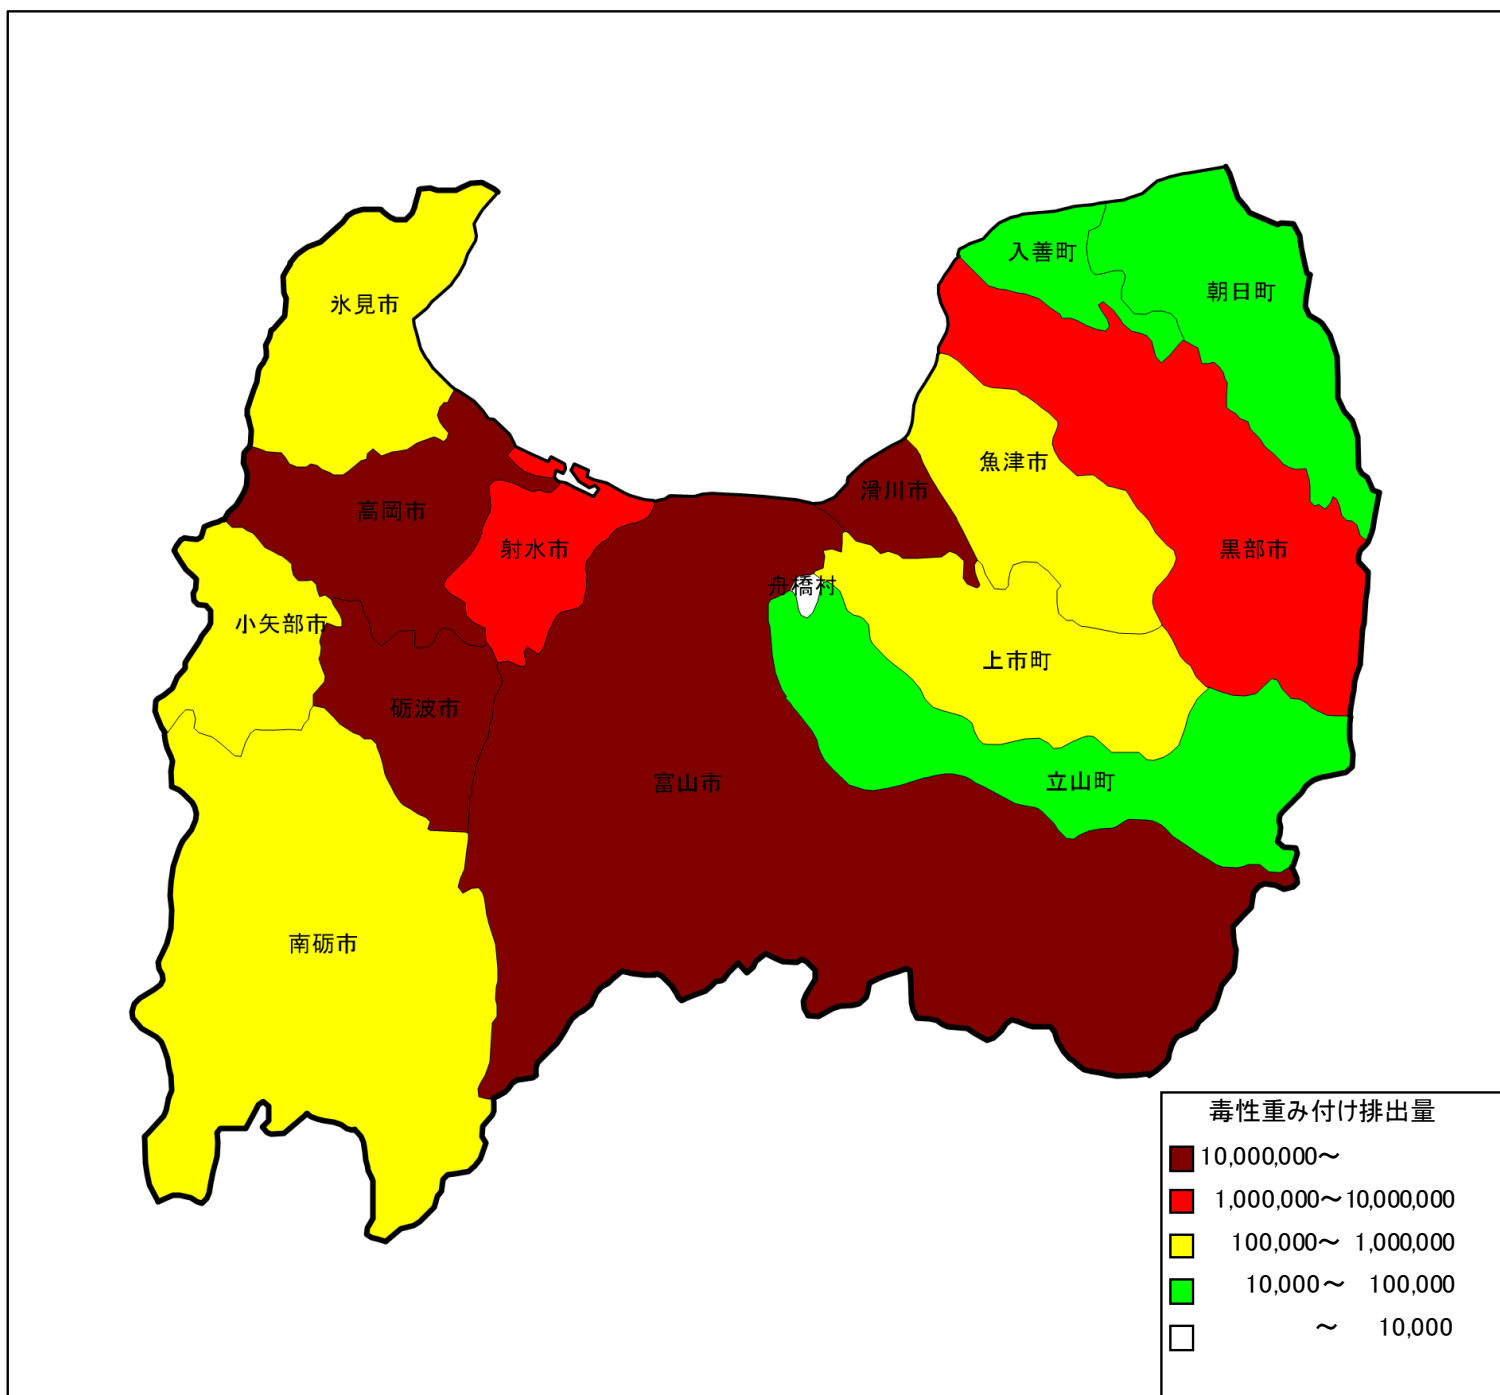 入善町
朝日町
氷見市
魚津市
滑川市
高岡市
射水市
黒部市
舟橋村
小矢部市
上市町
砺波市
富山市
立山町
南砺市
毒性重み付け排出量
10,000,000～
1,000,000～10,000,000
100,000～ 1,000,000
10,000～ 100,000
～ 10,000